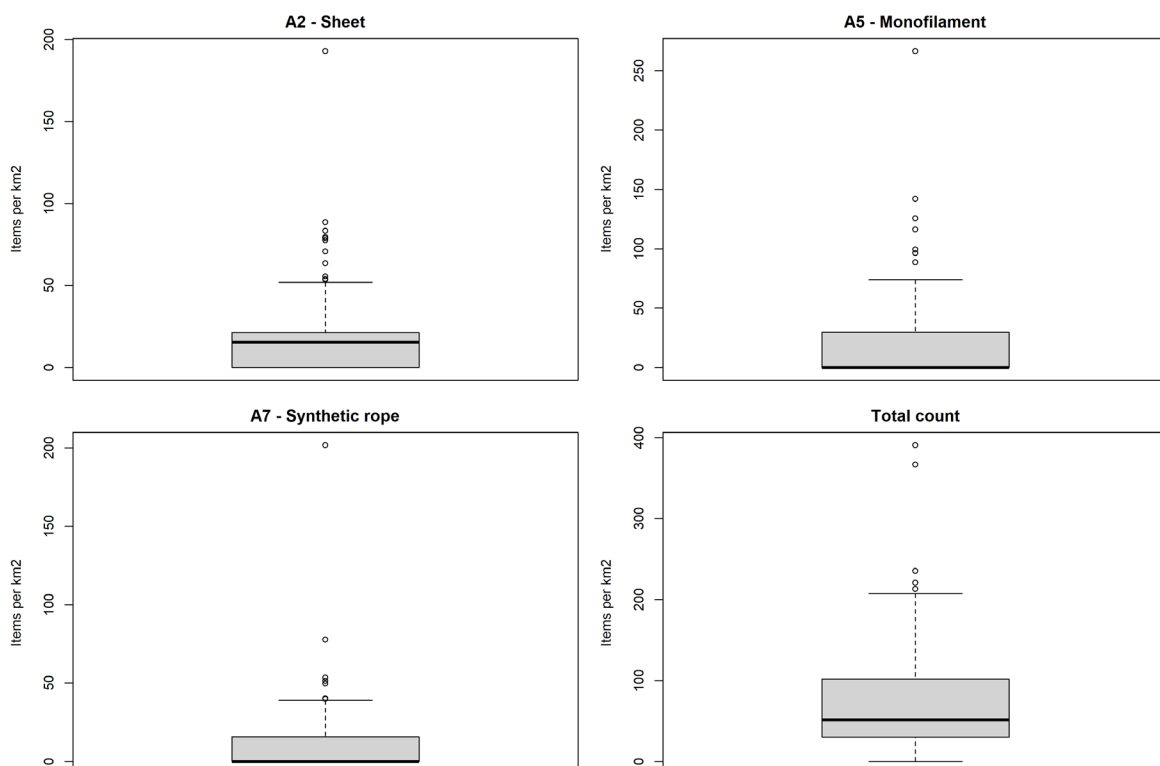 A2 - Sheet
Items per km2
200
150
100
50
0
A5 - Monofilament
Items per km2
250
200
150
100
50
0
A7 - Synthetic rope
Items per km2
200
150
100
50
0
Total count
Items per km2
400
300
200
100
0